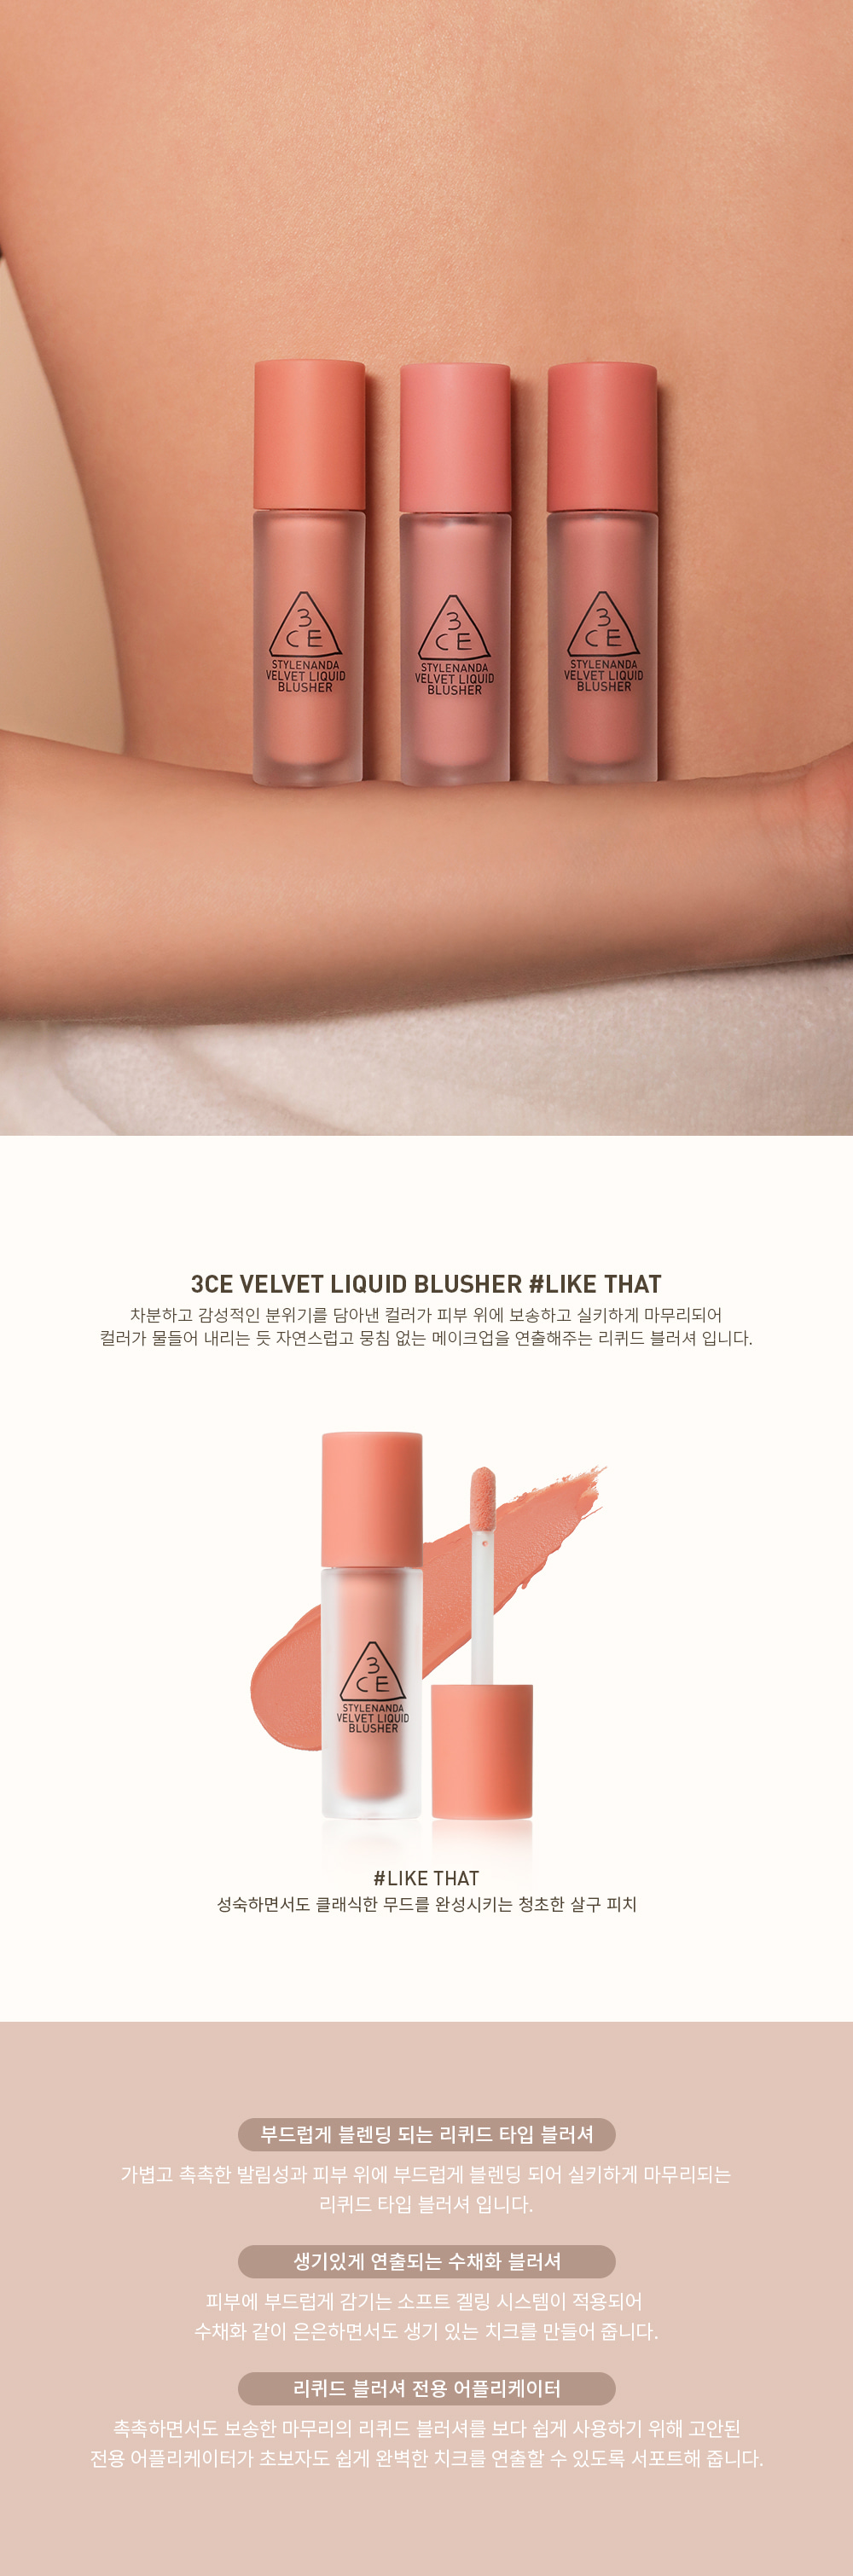 3
CE
STYLENANDA
VELVET LIQUID
BLUSHER
3
CE
STYLENANDA
VELVET LIQUID
BLUSHER
3
CE
STYLENANDA
VELVET LIQUID
BLUSHER
3CE VELVET LIQUID BLUSHER #LIKE THAT
차분하고 감성적인 분위기를 담아낸 컬러가 피부 위에 보송하고 실키하게 마무리되어
컬러가 물들어 내리는 듯 자연스럽고 뭉침 없는 메이크업을 연출해주는 리퀴드 블러셔 입니다.
3
CE
STYLENANDA
VELVET LIQUID
BLUSHER
#LIKE THAT
성숙하면서도 클래식한 무드를 완성시키는 청초한 살구 피치
부드럽게 블렌딩 되는 리퀴드 타입 블러셔
가볍고 촉촉한 발림성과 피부 위에 부드럽게 블렌딩 되어 실키하게 마무리되는
리퀴드 타입 블러셔 입니다.
생기있게 연출되는 수채화 블러셔
피부에 부드럽게 감기는 소프트 겔링 시스템이 적용되어
수채화 같이 은은하면서도 생기 있는 치크를 만들어 줍니다.
리퀴드 블러셔 전용 어플리케이터
촉촉하면서도 보송한 마무리의 리퀴드 블러셔를 보다 쉽게 사용하기 위해 고안된
전용 어플리케이터가 초보자도 쉽게 완벽한 치크를 연출할 수 있도록 서포트해 줍니다.